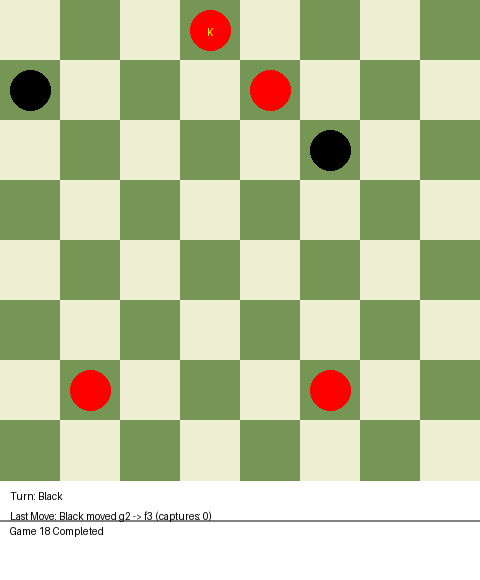 K
Turn: Black
Last Move: Black moved g2 -> f3 (captures: 0)
Game 18 Completed